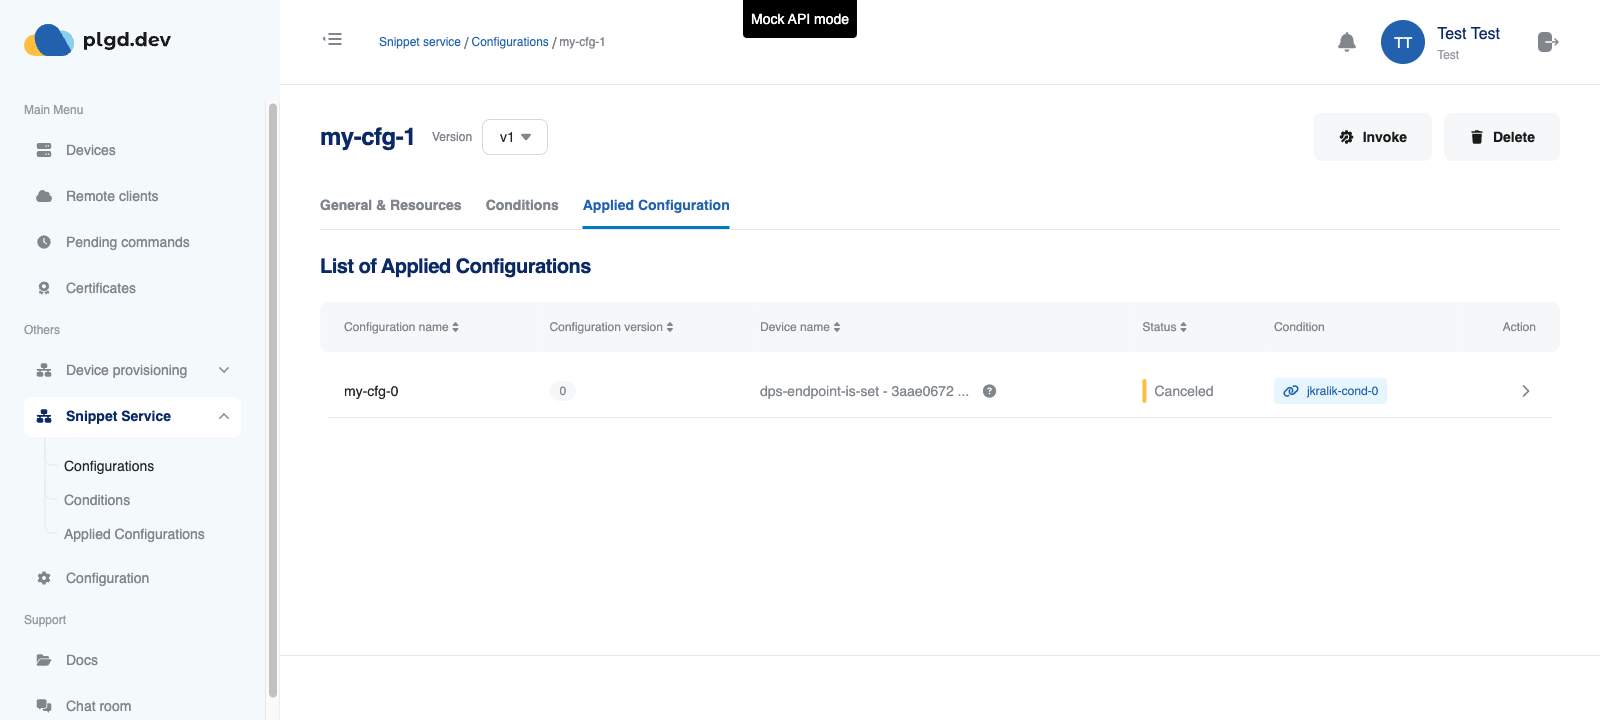 Mock API mode
plgd.dev
Snippet service / Configurations / my-cfg-1
TT
Test Test
Test
Main Menu
Devices
Remote clients
Pending commands
Certificates
Others
Device provisioning
Snippet Service
Configurations
Conditions
Applied Configurations
Configuration
Support
Docs
Chat room
my-cfg-1
Version
v1
Invoke
Delete
General & Resources
Conditions
Applied Configuration
List of Applied Configurations
Configuration name
Configuration version
Device name
Status
Condition
Action
my-cfg-0
0
dps-endpoint-is-set - 3aae0672 ...
?
Canceled
jkralik-cond-0